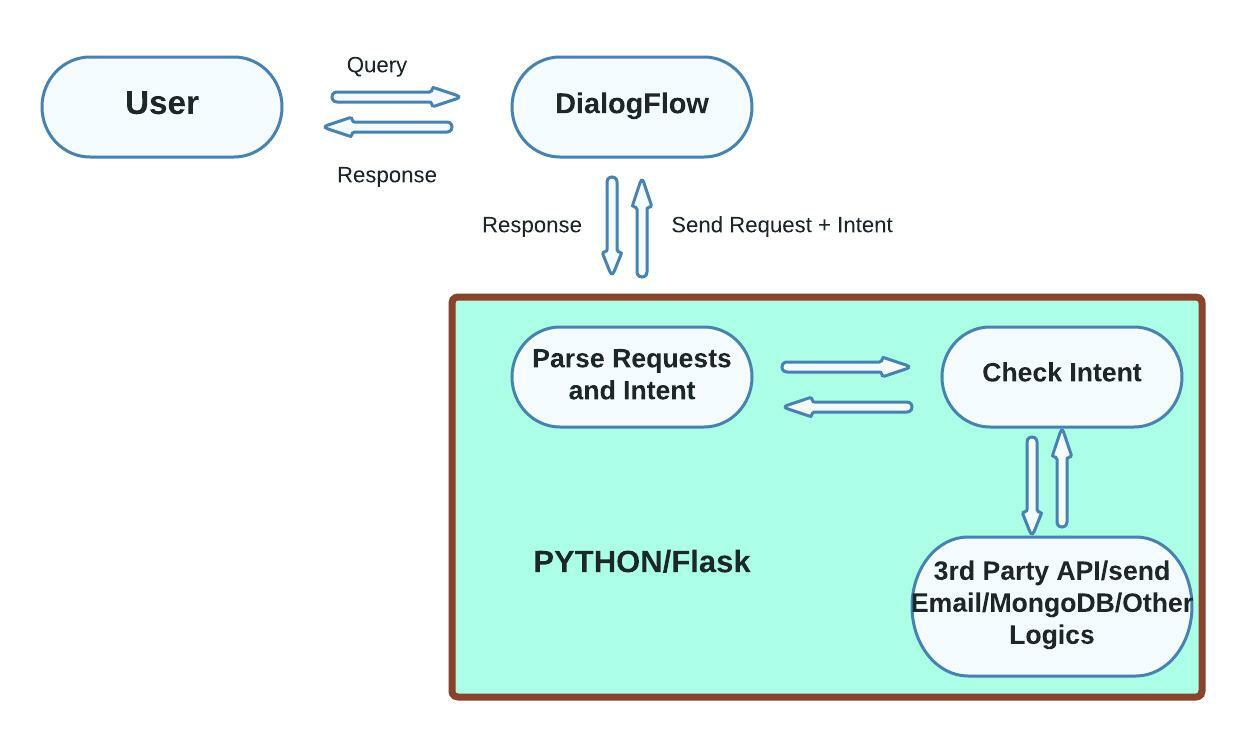 Query
User
DialogFlow
Response
Response
Send Request + Intent
Parse Requests
and Intent
Check Intent
PYTHON/Flask
3rd Party API/send
Email/MongoDB/Other
Logics